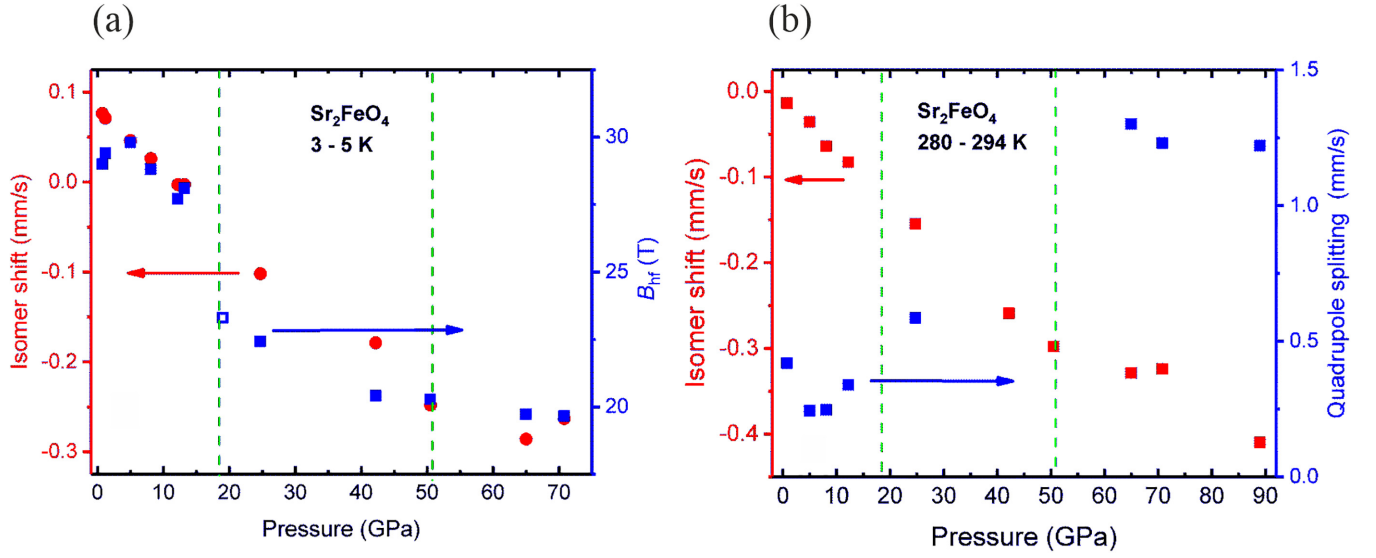 (a)
(b)
0.1
0.0
-0.1
-0.2
-0.3
Isomer shift (mm/s)
Sr₂FeO₄
3 - 5 K
30
25
20
B_hf (T)
0 10 20 30 40 50 60 70
Pressure (GPa)
0.0
-0.1
-0.2
-0.3
-0.4
Isomer shift (mm/s)
Sr₂FeO₄
280 - 294 K
1.5
1.0
0.5
0.0
Quadrupole splitting (mm/s)
0 10 20 30 40 50 60 70 80 90
Pressure (GPa)